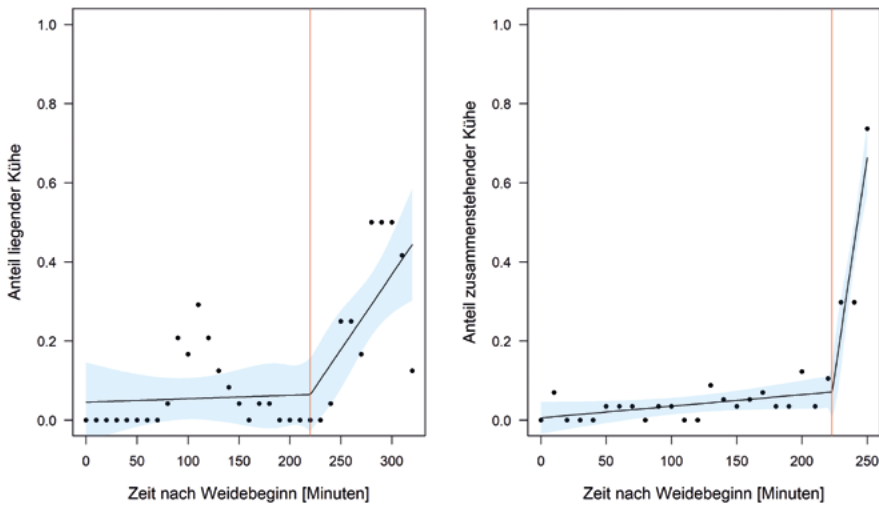 Anteil liegender Kühe
1.0
0.8
0.6
0.4
0.2
0.0
0 50 100 150 200 250 300
Zeit nach Weidebeginn [Minuten]
Anteil zusammenstehender Kühe
1.0
0.8
0.6
0.4
0.2
0.0
0 50 100 150 200 250
Zeit nach Weidebeginn [Minuten]